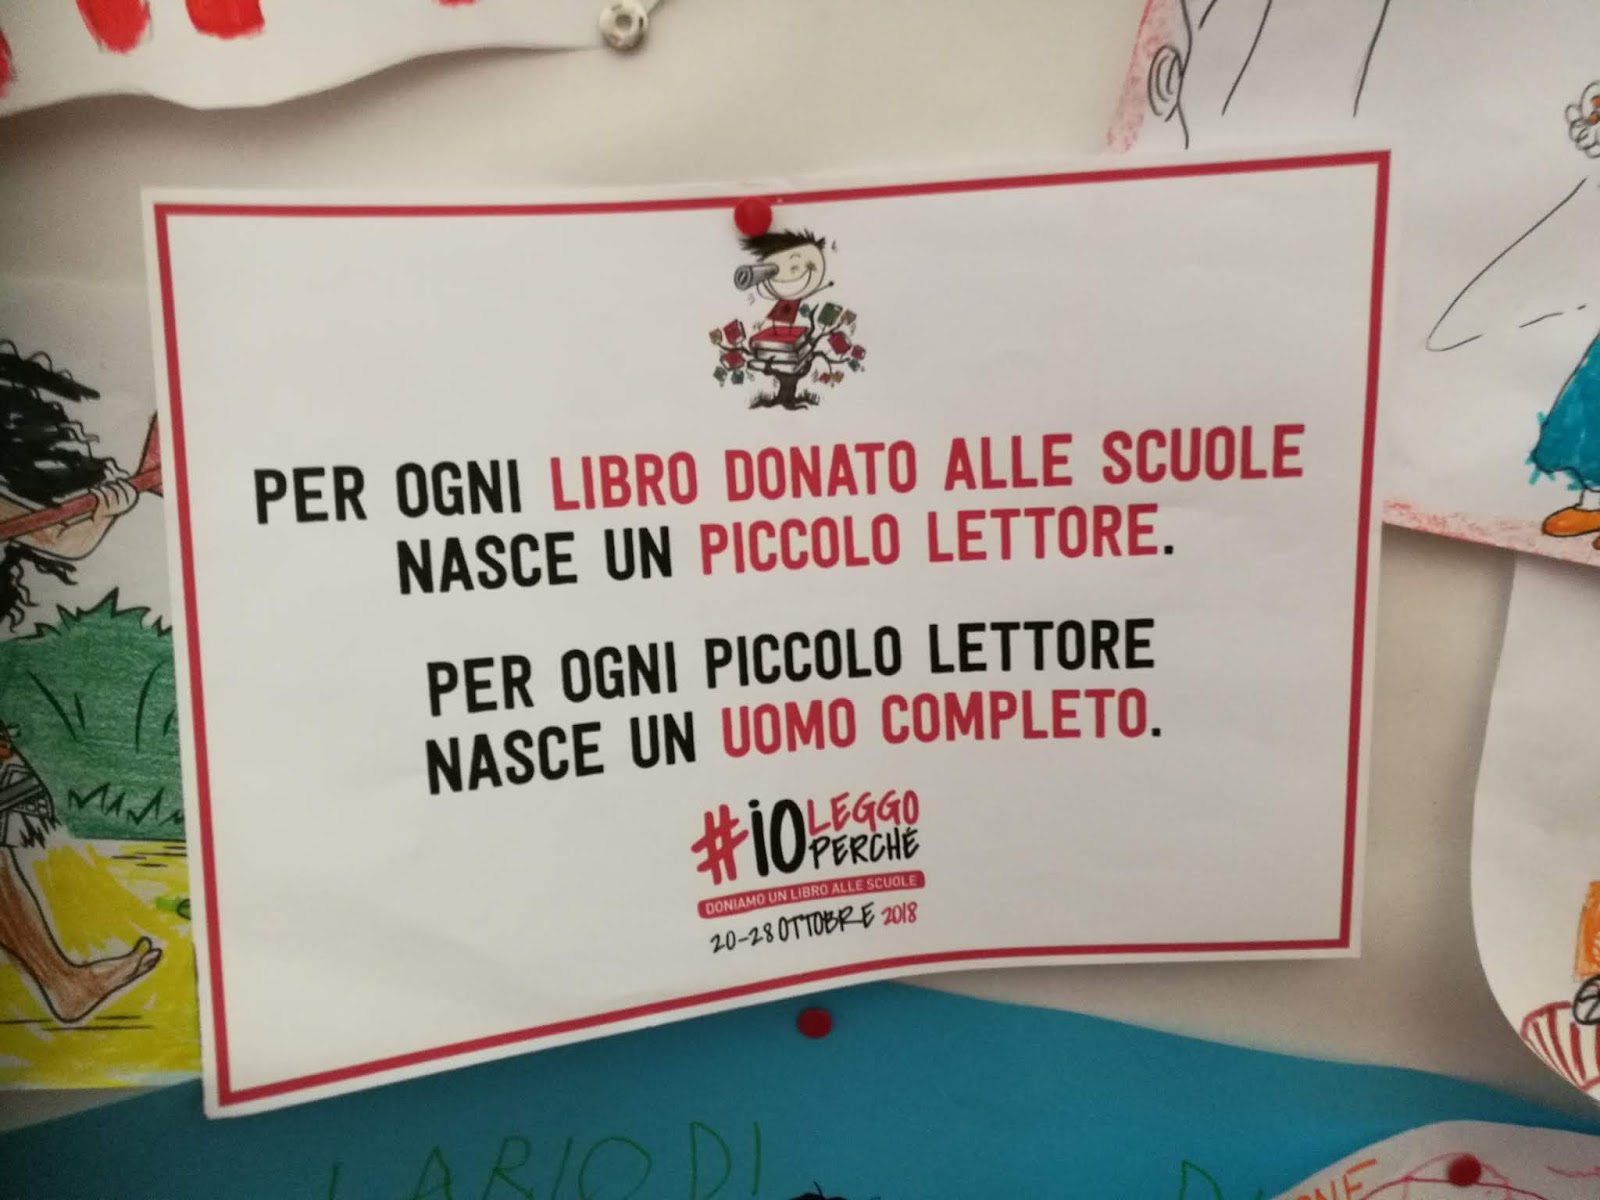 PER OGNI LIBRO DONATO ALLE SCUOLE
NASCE UN PICCOLO LETTORE.
PER OGNI PICCOLO LETTORE
NASCE UN UOMO COMPLETO.
#iO LEGGO
PERCHÉ
DONIAMO UN LIBRO ALLE SCUOLE
20-28 OTTOBRE 2018
DI